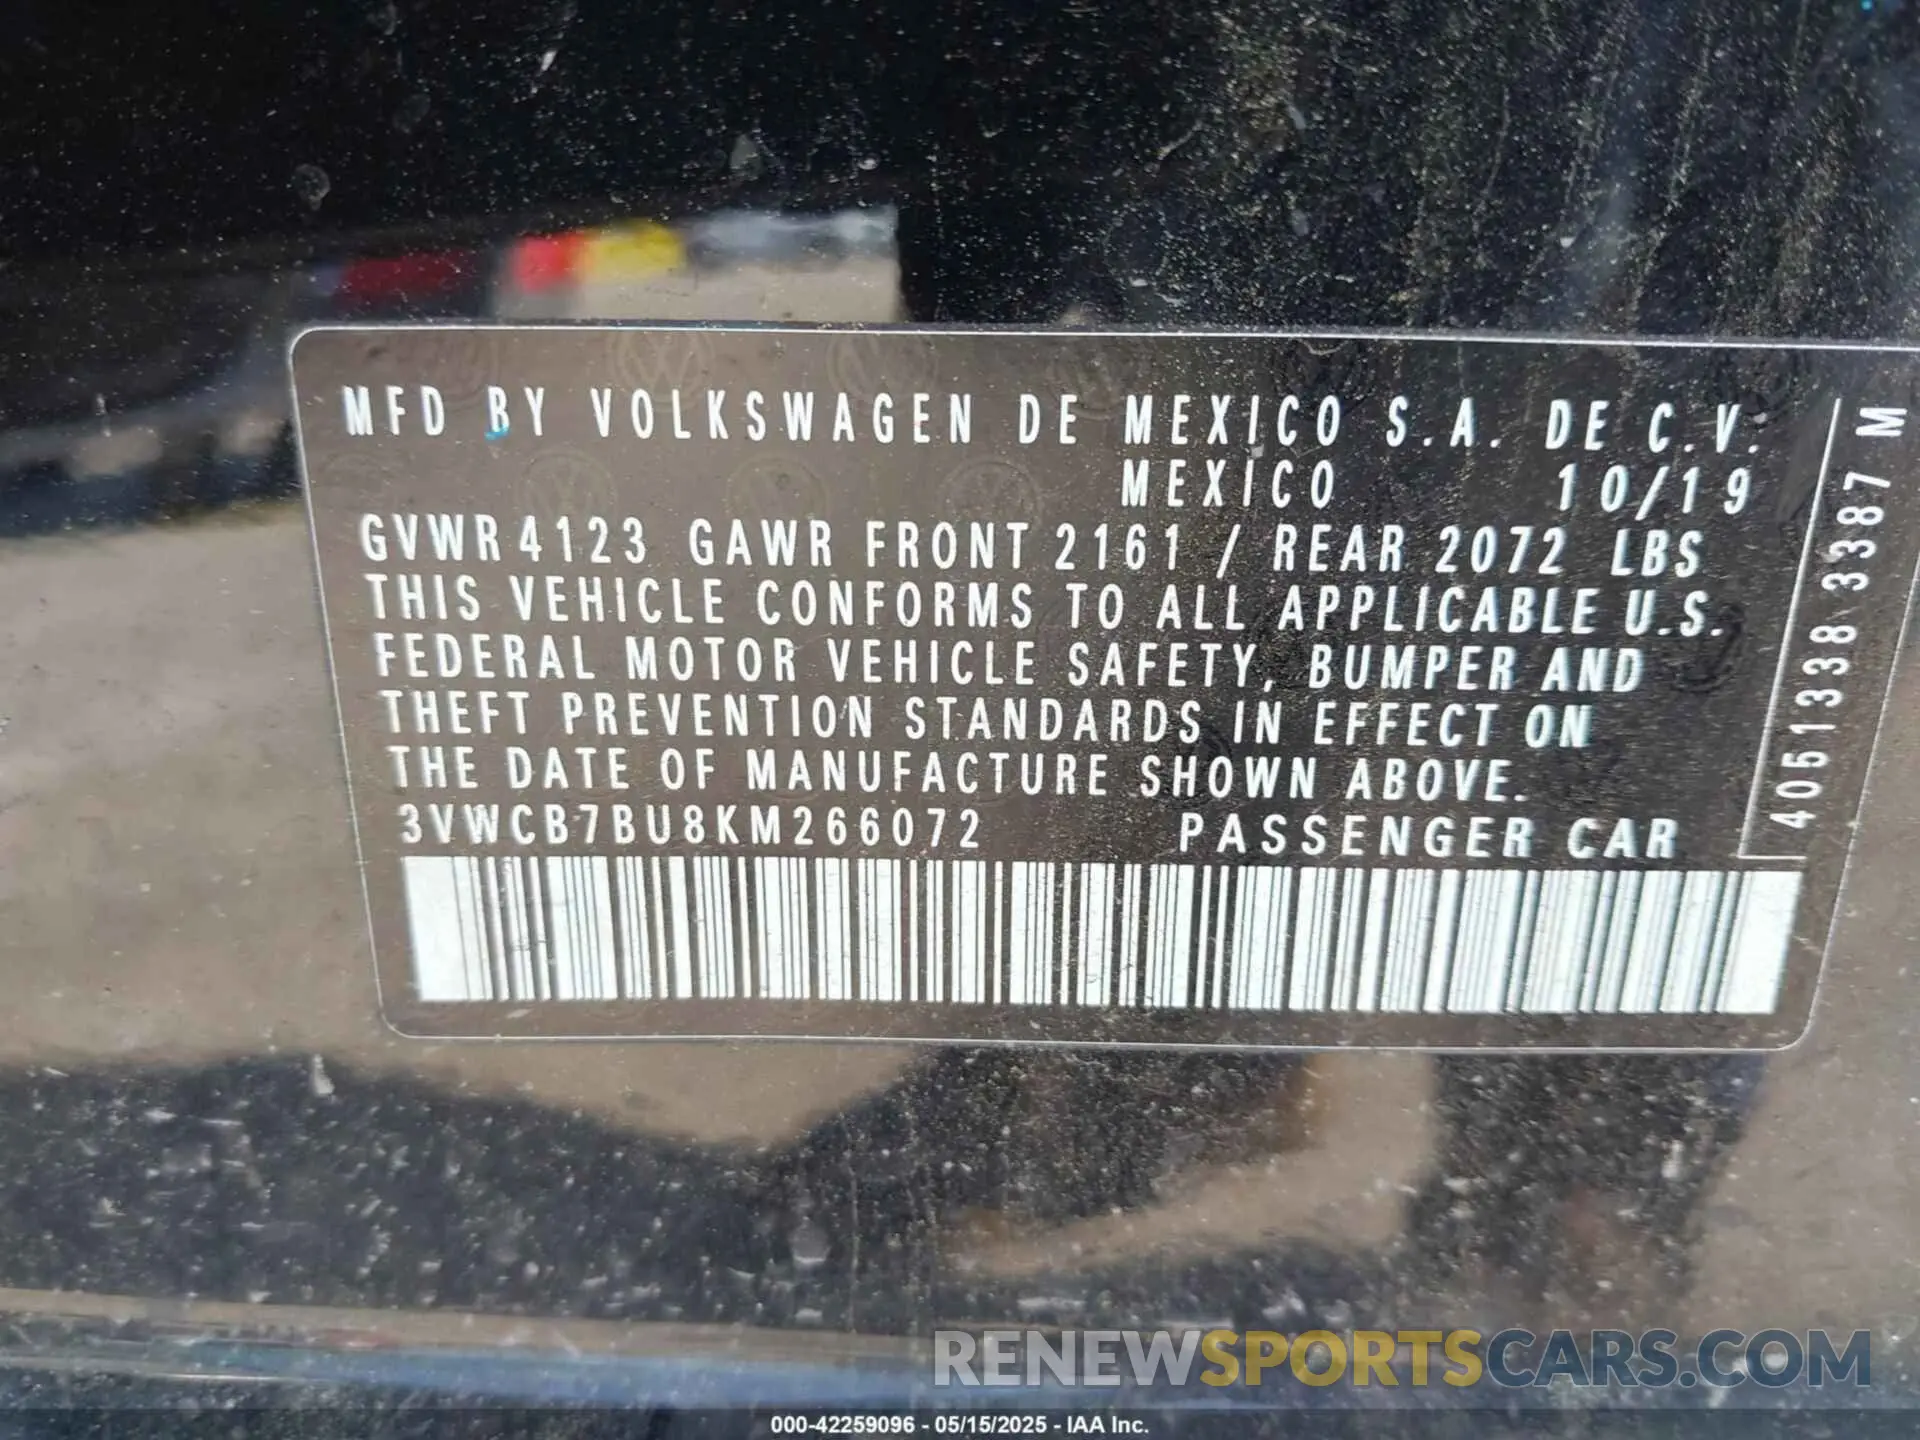 MFD BY VOLKSWAGEN DE MEXICO S.A. DE C.V.
MEXICO 10/19
GVWR 4123 GAWR FRONT 2161 / REAR 2072 LBS
THIS VEHICLE CONFORMS TO ALL APPLICABLE U.S.
FEDERAL MOTOR VEHICLE SAFETY, BUMPER AND
THEFT PREVENTION STANDARDS IN EFFECT ON
THE DATE OF MANUFACTURE SHOWN ABOVE.
3VWCB7BU8KM266072 PASSENGER CAR
4051338 3387 M
RENEWSPORTSCARS.COM
000-42259096 - 05/15/2025 - IAA Inc.